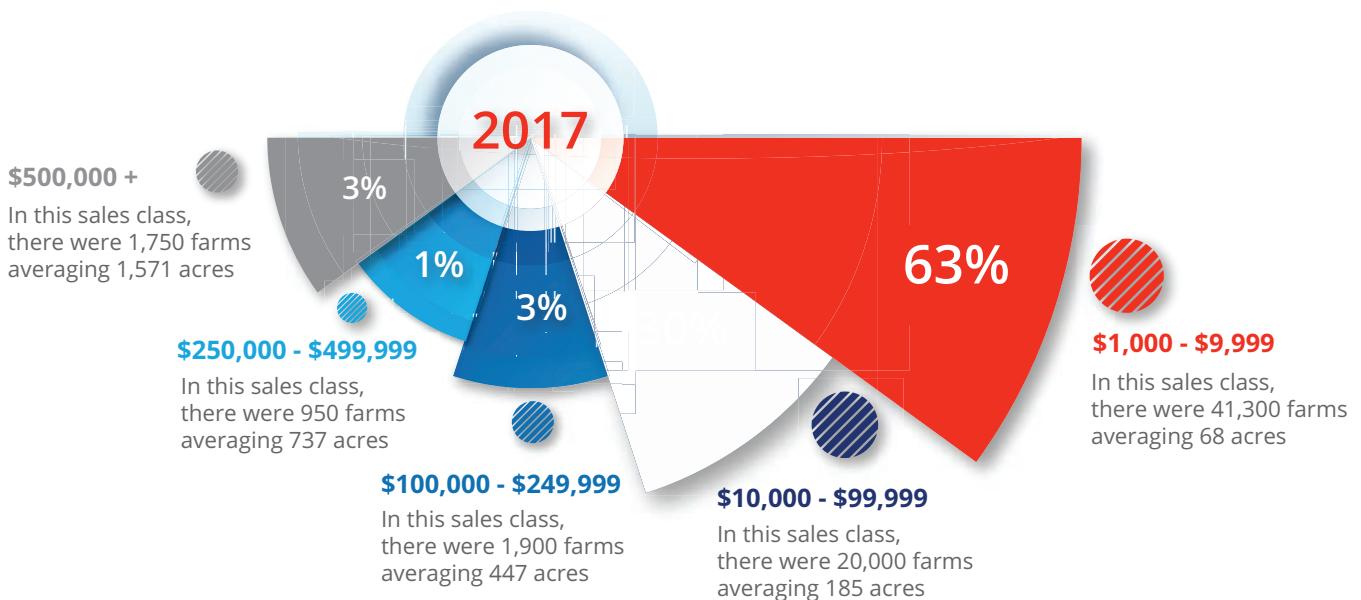 2017
$500,000 +
In this sales class,
there were 1,750 farms
averaging 1,571 acres
3%
1%
$250,000 - $499,999
In this sales class,
there were 950 farms
averaging 737 acres
3%
$100,000 - $249,999
In this sales class,
there were 1,900 farms
averaging 447 acres
30%
$10,000 - $99,999
In this sales class,
there were 20,000 farms
averaging 185 acres
63%
$1,000 - $9,999
In this sales class,
there were 41,300 farms
averaging 68 acres